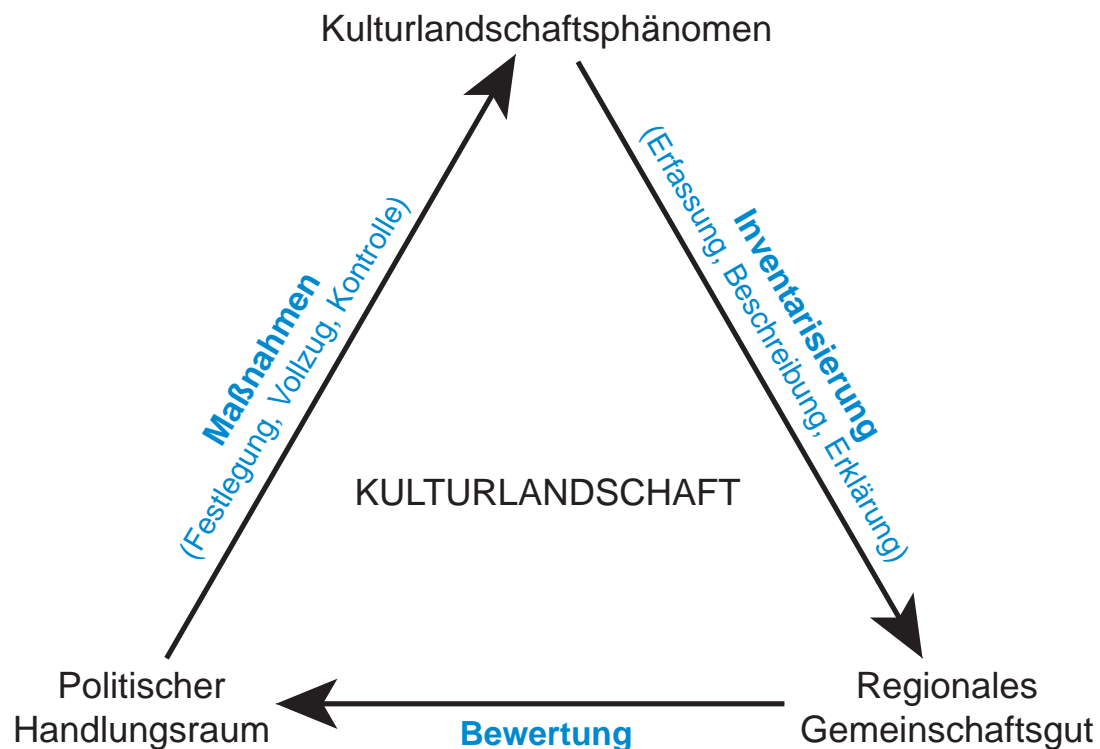 Kulturlandschaftsphänomen
Maßnahmen
(Festlegung, Vollzug, Kontrolle)
Inventarisierung
(Erfassung, Beschreibung, Erklärung)
KULTURLANDSCHAFT
Politischer
Handlungsraum
Bewertung
Regionales
Gemeinschaftsgut